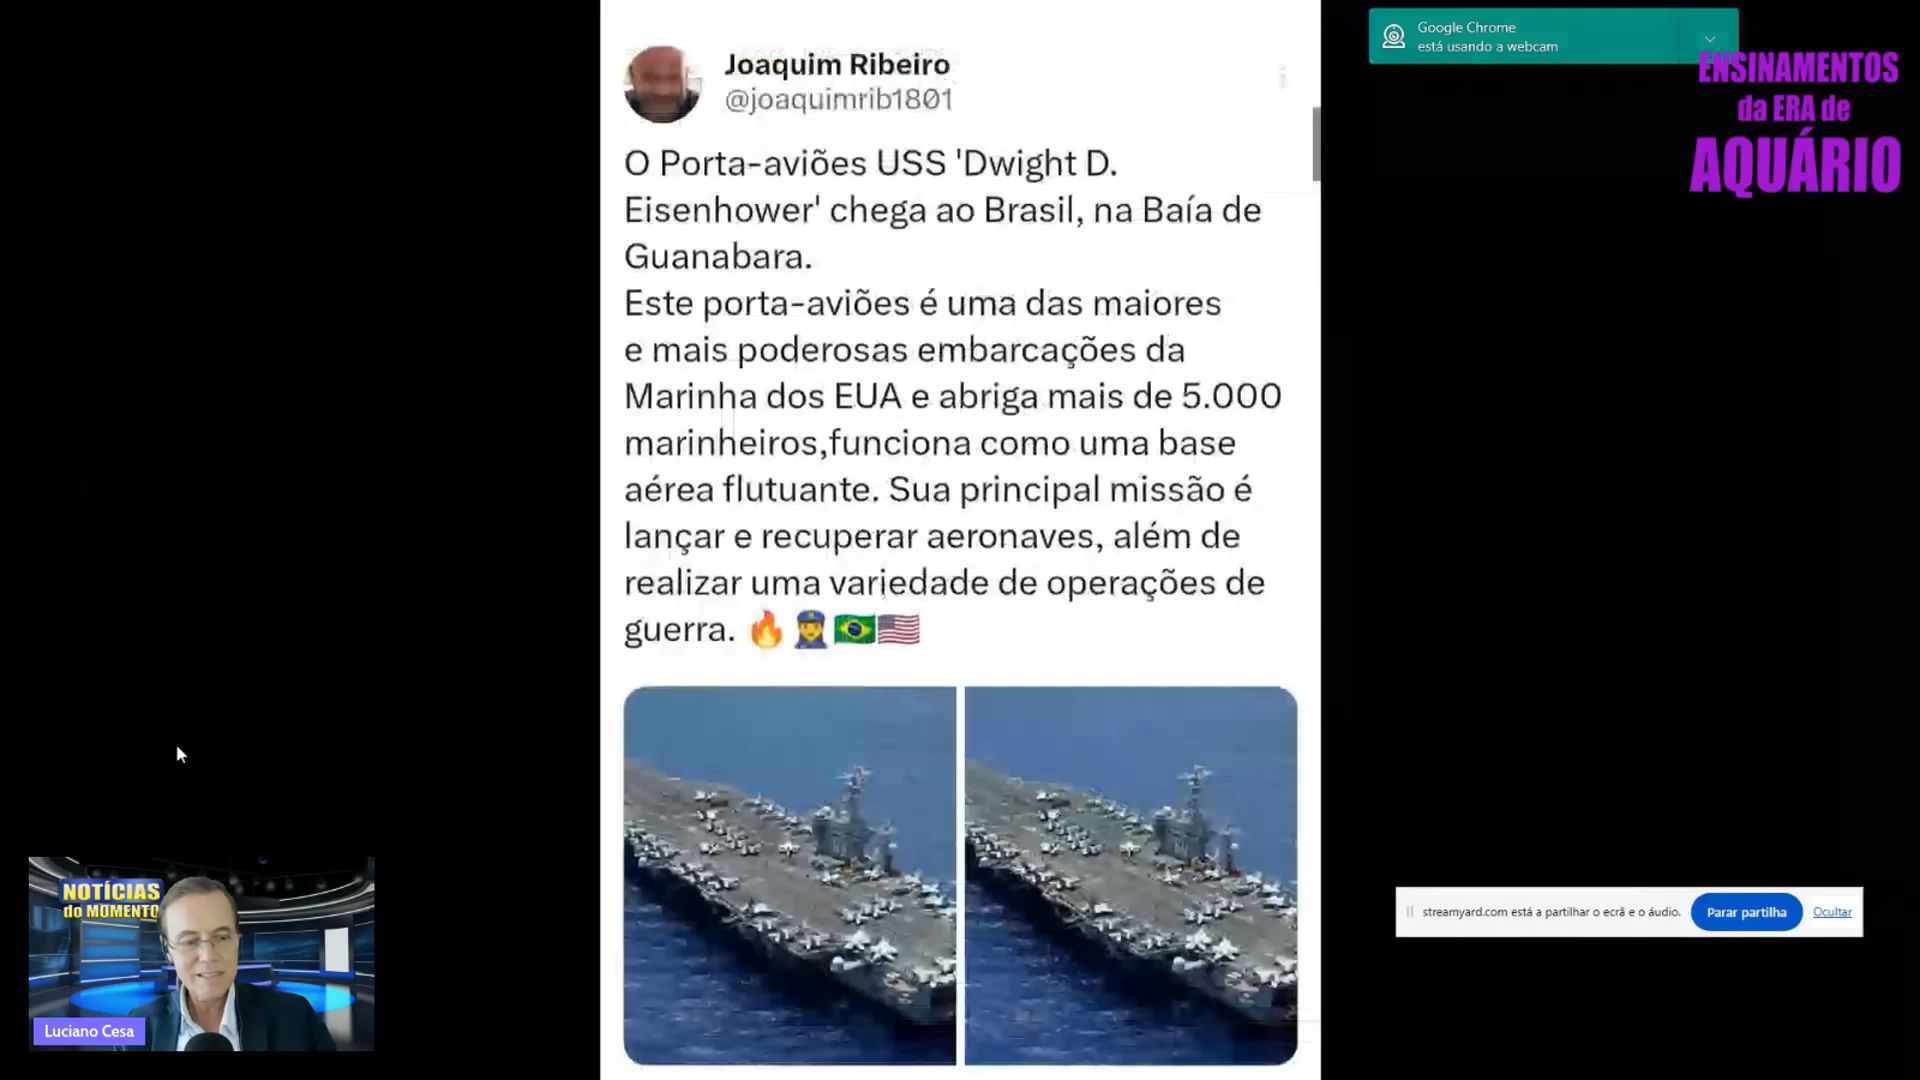 Joaquim Ribeiro
@joaquimrib1801
O Porta-aviões USS 'Dwight D.
Eisenhower' chega ao Brasil, na Baía de
Guanabara.
Este porta-aviões é uma das maiores
e mais poderosas embarcações da
Marinha dos EUA e abriga mais de 5.000
marinheiros,funciona como uma base
aérea flutuante. Sua principal missão é
lançar e recuperar aeronaves, além de
realizar uma variedade de operações de
guerra. 🔥👮🇧🇷🇺🇸
Google Chrome
está usando a webcam
ENSINAMENTOS
da ERA de
AQUÁRIO
NOTÍCIAS
do MOMENTO
Luciano Cesa
streamyard.com está a partilhar o ecrã e o áudio. Parar partilha Ocultar